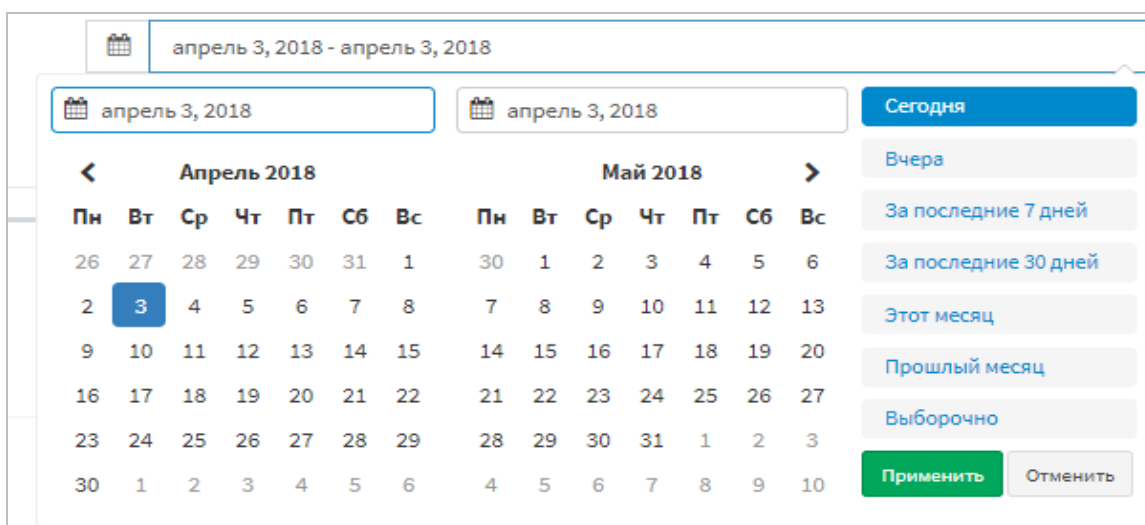 апрель 3, 2018 - апрель 3, 2018
апрель 3, 2018
апрель 3, 2018
Апрель 2018
Пн Вт Ср Чт Пт Сб Вс
26 27 28 29 30 31 1
2 3 4 5 6 7 8
9 10 11 12 13 14 15
16 17 18 19 20 21 22
23 24 25 26 27 28 29
30 1 2 3 4 5 6
Май 2018
Пн Вт Ср Чт Пт Сб Вс
30 1 2 3 4 5 6
7 8 9 10 11 12 13
14 15 16 17 18 19 20
21 22 23 24 25 26 27
28 29 30 31 1 2 3
4 5 6 7 8 9 10
Сегодня
Вчера
За последние 7 дней
За последние 30 дней
Этот месяц
Прошлый месяц
Выборочно
Применить
Отменить